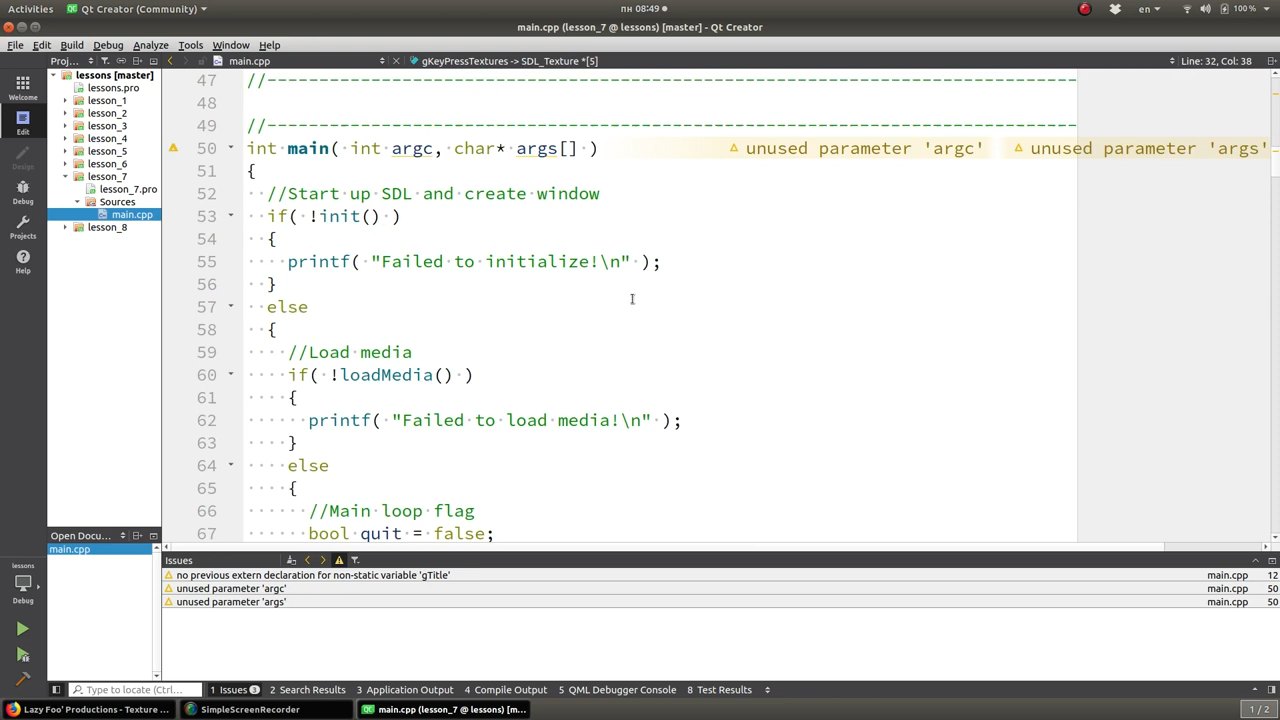 Activities Qt Creator (Community) пн 08:49 en 100 %
main.cpp (lesson_7 @ lessons) [master] - Qt Creator
File Edit Build Debug Analyze Tools Window Help
Proj... main.cpp gKeyPressTextures -> SDL_Texture *[5] Line: 32, Col: 38
Welcome
Edit
Design
Debug
Projects
Help
lessons [master]
lessons.pro
lesson_1
lesson_2
lesson_3
lesson_4
lesson_5
lesson_6
lesson_7
lesson_7.pro
Sources
main.cpp
lesson_8
47 //--------------------------------------------------------------------------------
48
49 //--------------------------------------------------------------------------------
50 int main( int argc, char* args[] ) unused parameter 'argc' unused parameter 'args'
51 {
52 //Start up SDL and create window
53 if( !init() )
54 {
55 printf( "Failed to initialize!\n" );
56 }
57 else
58 {
59 //Load media
60 if( !loadMedia() )
61 {
62 printf( "Failed to load media!\n" );
63 }
64 else
65 {
66 //Main loop flag
67 bool quit = false;
Open Docu...
main.cpp
lessons
Debug
Issues
no previous extern declaration for non-static variable 'gTitle' main.cpp 12
unused parameter 'argc' main.cpp 50
unused parameter 'args' main.cpp 50
Type to locate (Ctrl... 1 Issues 3 2 Search Results 3 Application Output 4 Compile Output 5 QML Debugger Console 8 Test Results
Lazy Foo' Productions - Texture ... SimpleScreenRecorder main.cpp (lesson_7 @ lessons) [m... 1 / 2